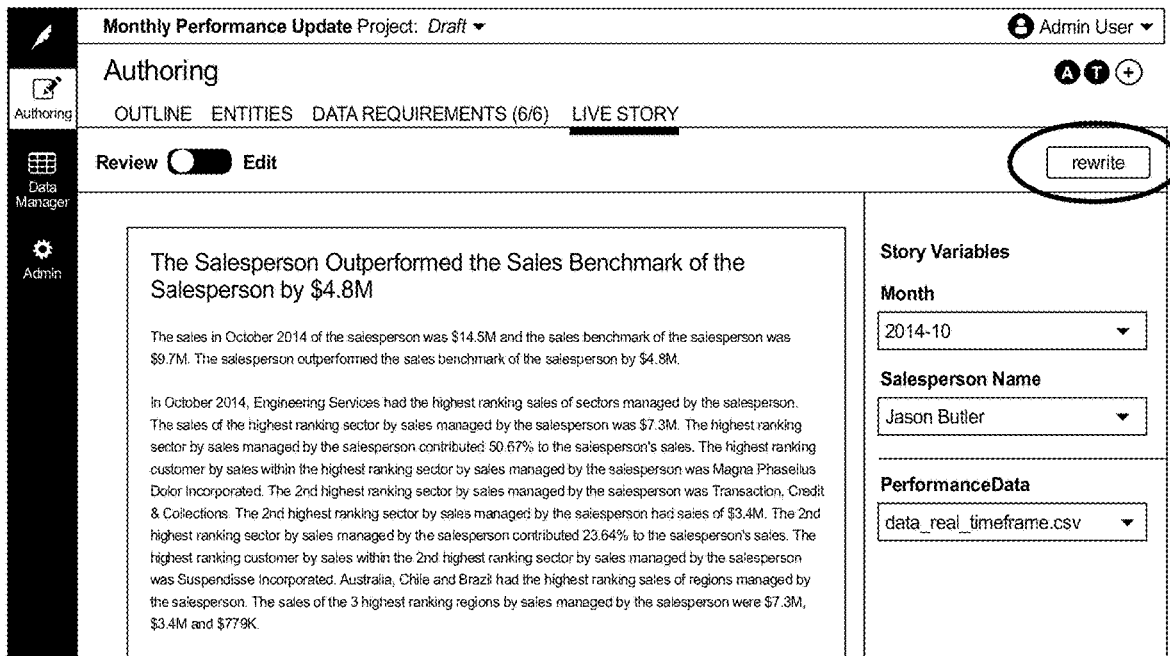 Monthly Performance Update Project: Draft
Admin User
Authoring
A T +
Authoring
OUTLINE ENTITIES DATA REQUIREMENTS (6/6) LIVE STORY
Review Edit
rewrite
Data
Manager
Admin
The Salesperson Outperformed the Sales Benchmark of the
Salesperson by $4.8M
The sales in October 2014 of the salesperson was $14.5M and the sales benchmark of the salesperson was
$9.7M. The salesperson outperformed the sales benchmark of the salesperson by $4.8M.
In October 2014, Engineering Services had the highest ranking sales of sectors managed by the salesperson.
The sales of the highest ranking sector by sales managed by the salesperson was $7.3M. The highest ranking
sector by sales managed by the salesperson contributed 50.67% to the salesperson's sales. The highest ranking
customer by sales within the highest ranking sector by sales managed by the salesperson was Magna Phasellus
Dolor Incorporated. The 2nd highest ranking sector by sales managed by the salesperson was Transaction, Credit
& Collections. The 2nd highest ranking sector by sales managed by the salesperson had sales of $3.4M. The 2nd
highest ranking sector by sales managed by the salesperson contributed 23.64% to the salesperson's sales. The
highest ranking customer by sales within the 2nd highest ranking sector by sales managed by the salesperson
was Suspendisse Incorporated. Australia, Chile and Brazil had the highest ranking sales of regions managed by
the salesperson. The sales of the 3 highest ranking regions by sales managed by the salesperson were $7.3M,
$3.4M and $779K.
Story Variables
Month
2014-10
Salesperson Name
Jason Butler
PerformanceData
data_real_timeframe.csv